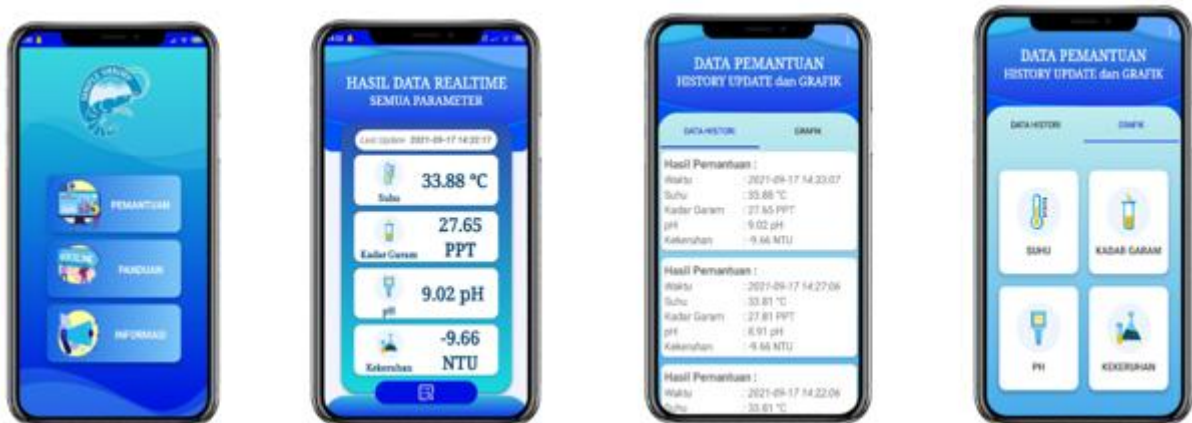 PEMANTUAN
PANDUAN
INFORMASI
HASIL DATA REALTIME
SEMUA PARAMETER
Last Update 2021-09-17 14:32:17
33.88 °C
Suhu
27.65
PPT
Kadar Garam
9.02 pH
pH
-9.66
NTU
Kekeruhan
DATA PEMANTUAN
HISTORY UPDATE dan GRAFIK
DATA HISTORI GRAFIK
Hasil Pemantuan :
Waktu : 2021-09-17 14:33:07
Suhu : 33.88 °C
Kadar Garam : 27.65 PPT
pH : 9.02 pH
Kekeruhan : -9.66 NTU
Hasil Pemantuan :
Waktu : 2021-09-17 14:27:06
Suhu : 33.81 °C
Kadar Garam : 27.81 PPT
pH : 8.91 pH
Kekeruhan : -9.66 NTU
Hasil Pemantuan :
Waktu : 2021-09-17 14:22:06
Suhu : 33.81 °C
DATA PEMANTUAN
HISTORY UPDATE dan GRAFIK
DATA HISTORI GRAFIK
SUHU
KADAR GARAM
PH
KEKERUHAN